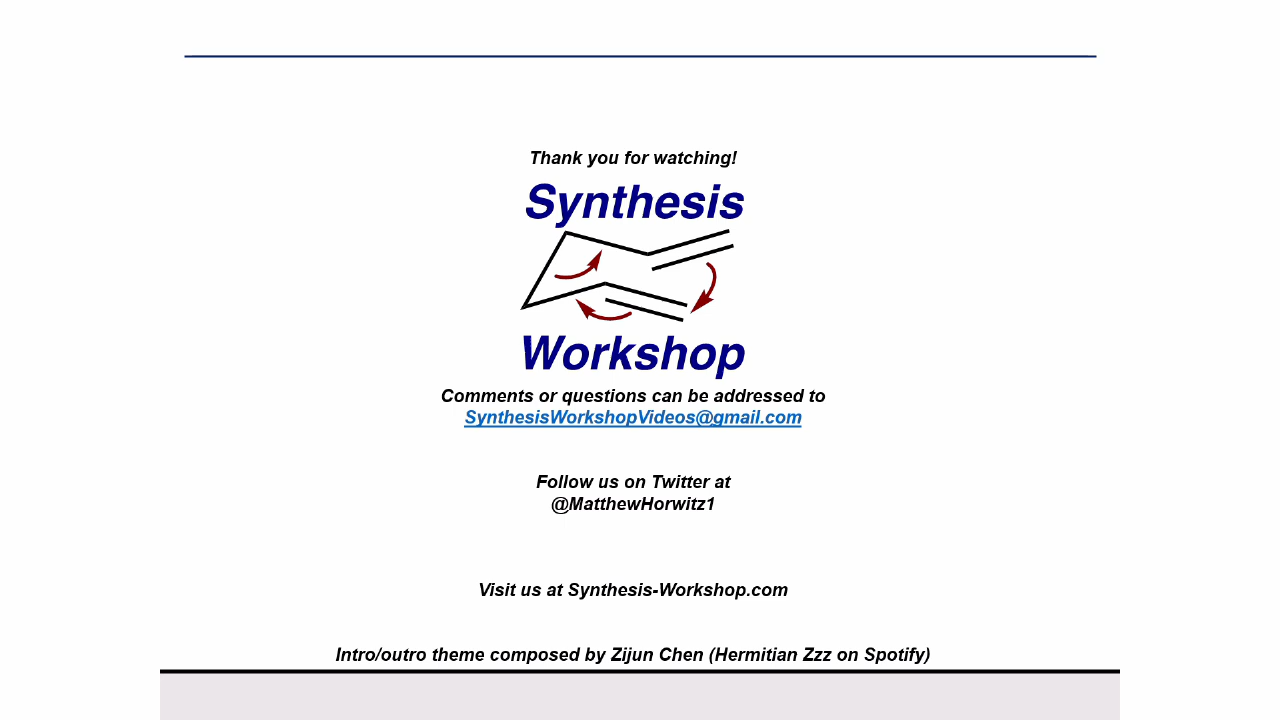 Thank you for watching!
Synthesis
Workshop
Comments or questions can be addressed to
SynthesisWorkshopVideos@gmail.com
Follow us on Twitter at
@MatthewHorwitz1
Visit us at Synthesis-Workshop.com
Intro/outro theme composed by Zijun Chen (Hermitian Zzz on Spotify)